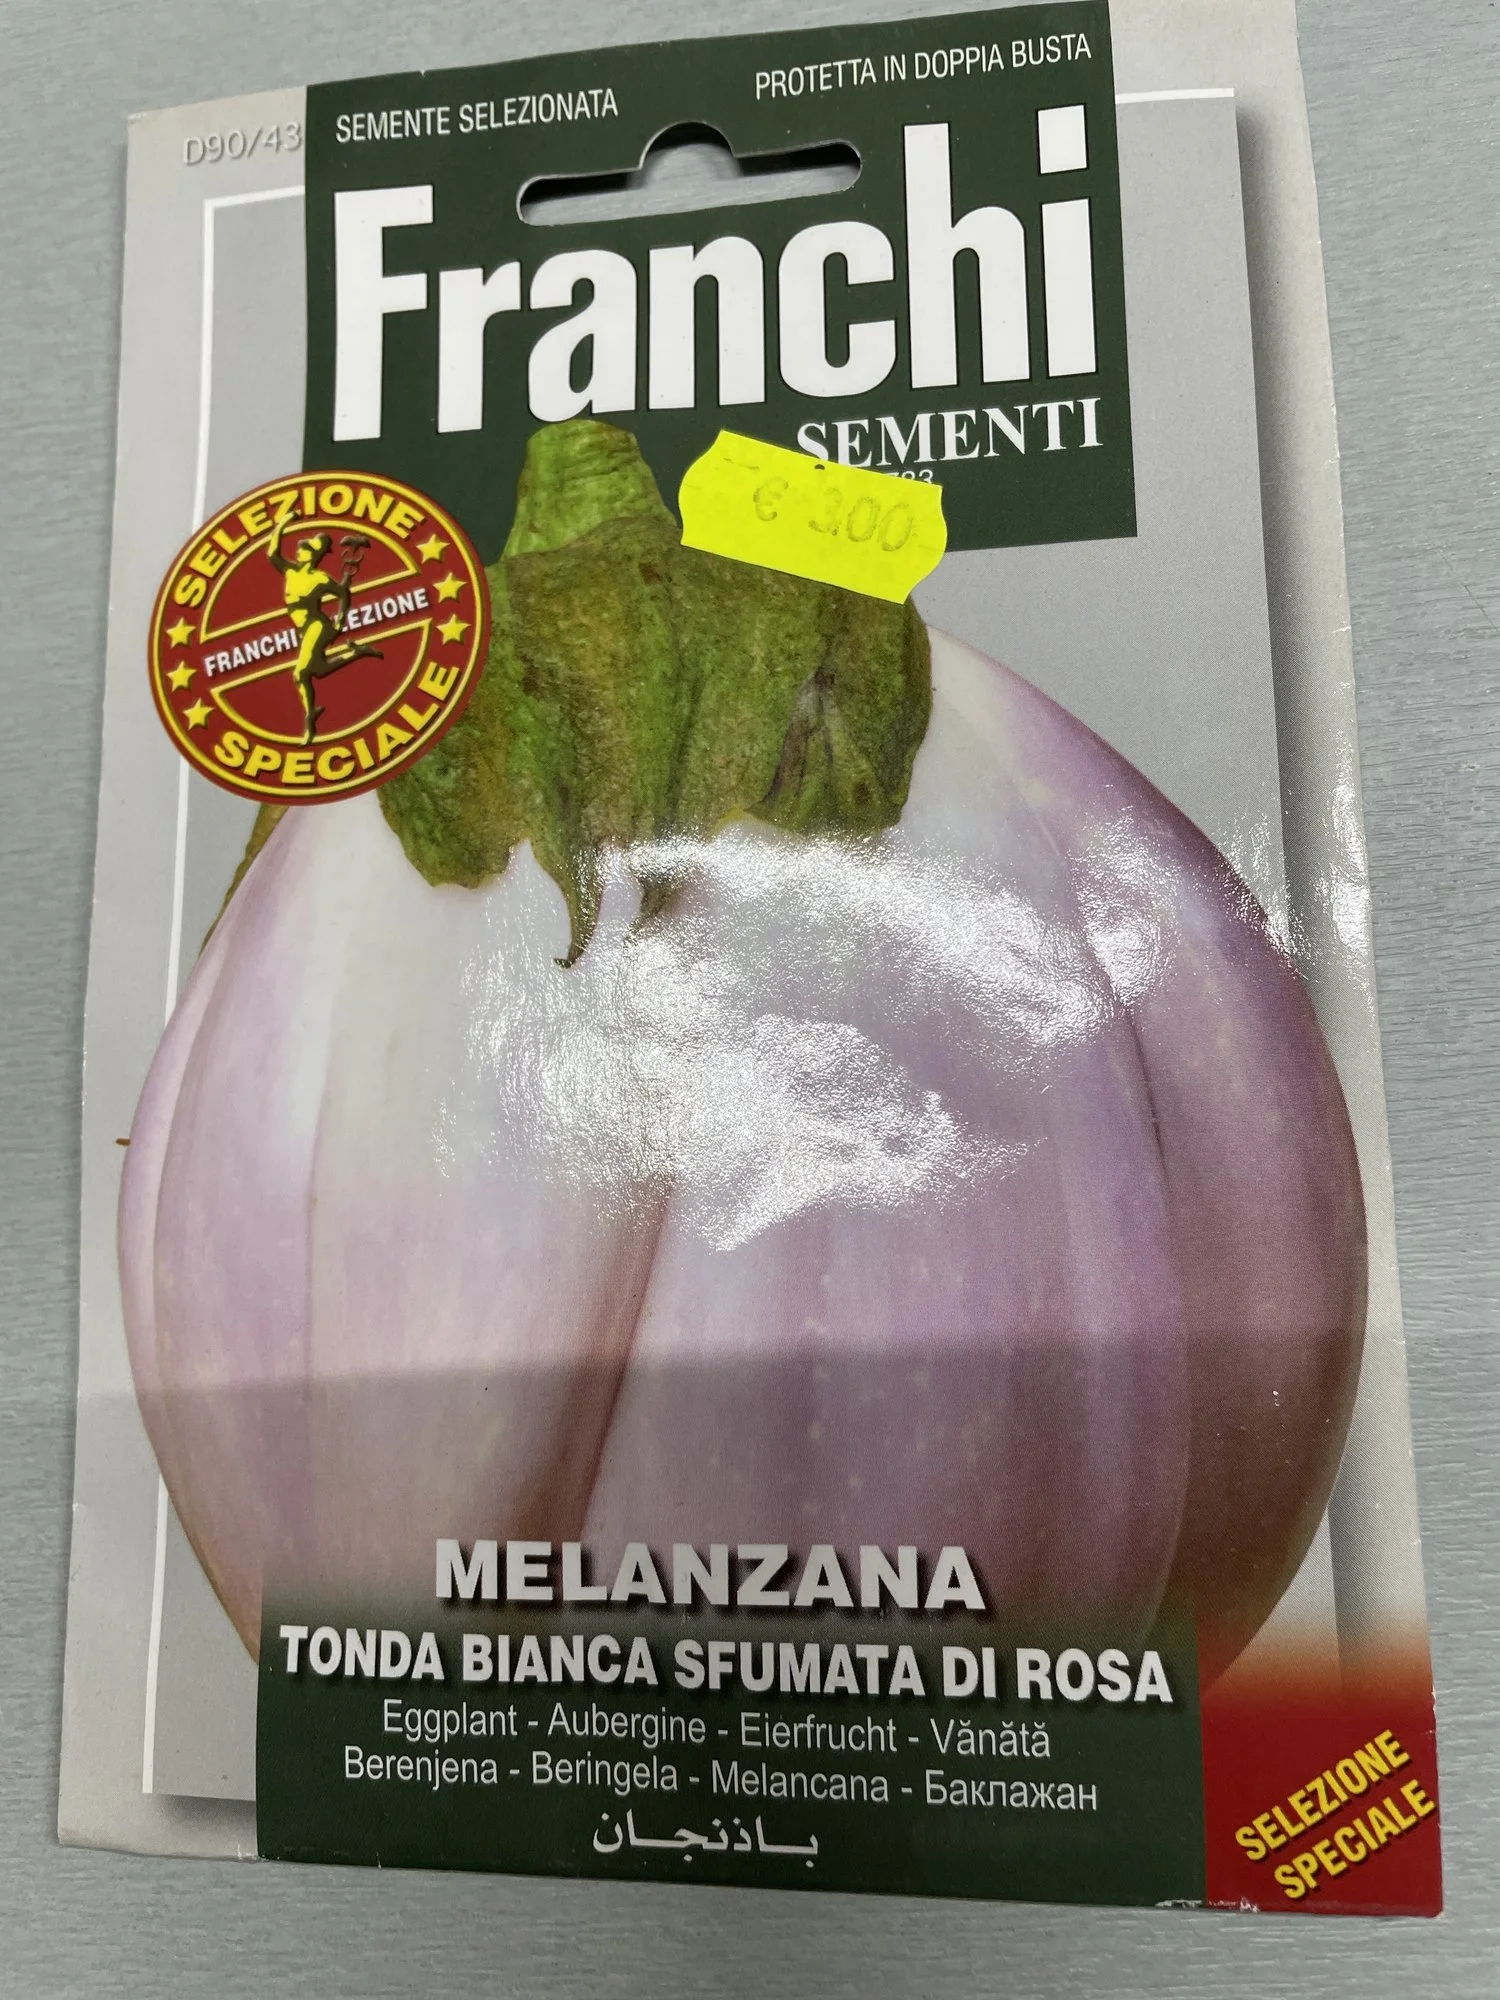 D90/43
SEMENTE SELEZIONATA
PROTETTA IN DOPPIA BUSTA
Franchi
SEMENTI
€ 3.00
SELEZIONE
FRANCHI
SPECIALE
MELANZANA
TONDA BIANCA SFUMATA DI ROSA
Eggplant - Aubergine - Eierfrucht - Vănătă
Berenjena - Beringela - Melancana - Баклажан
باذنجان
SELEZIONE
SPECIALE